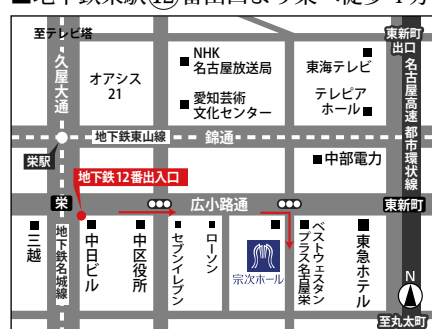 ■地下鉄栄駅⑫番出口より東へ徒歩4分
至テレビ塔
久屋大通
オアシス
21
NHK
名古屋放送局
愛知芸術
文化センター
東海テレビ
テレピア
ホール
東新町
出口
名古屋高速 都市環状線
地下鉄東山線
錦通
栄駅
中部電力
地下鉄12番出入口
栄
広小路通
東新町
三越
地下鉄名城線
中日ビル
中区役所
セブンイレブン
ローソン
宗次ホール
ベストウェスタン
プラス名古屋栄
東急ホテル
N
至丸太町